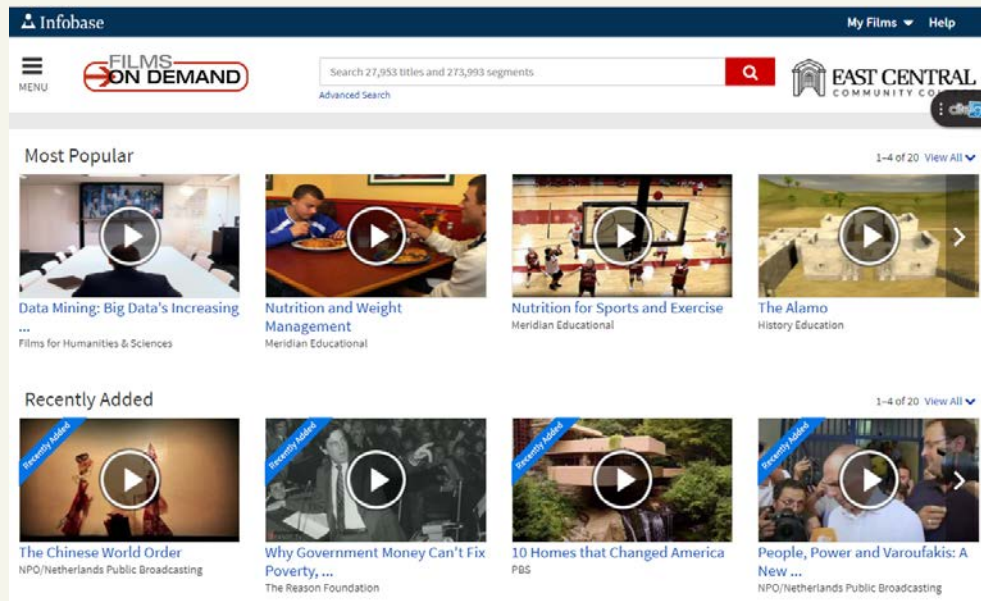 Infobase
My Films Help
MENU
FILMS
ON DEMAND
Search 27,953 titles and 273,993 segments
Advanced Search
EAST CENTRAL
COMMUNITY
Most Popular
1–4 of 20 View All
Data Mining: Big Data's Increasing
...
Films for Humanities & Sciences
Nutrition and Weight
Management
Meridian Educational
Nutrition for Sports and Exercise
Meridian Educational
The Alamo
History Education
Recently Added
1–4 of 20 View All
Recently Added
The Chinese World Order
NPO/Netherlands Public Broadcasting
Recently Added
Why Government Money Can't Fix
Poverty, ...
The Reason Foundation
Recently Added
10 Homes that Changed America
PBS
Recently Added
People, Power and Varoufakis: A
New ...
NPO/Netherlands Public Broadcasting